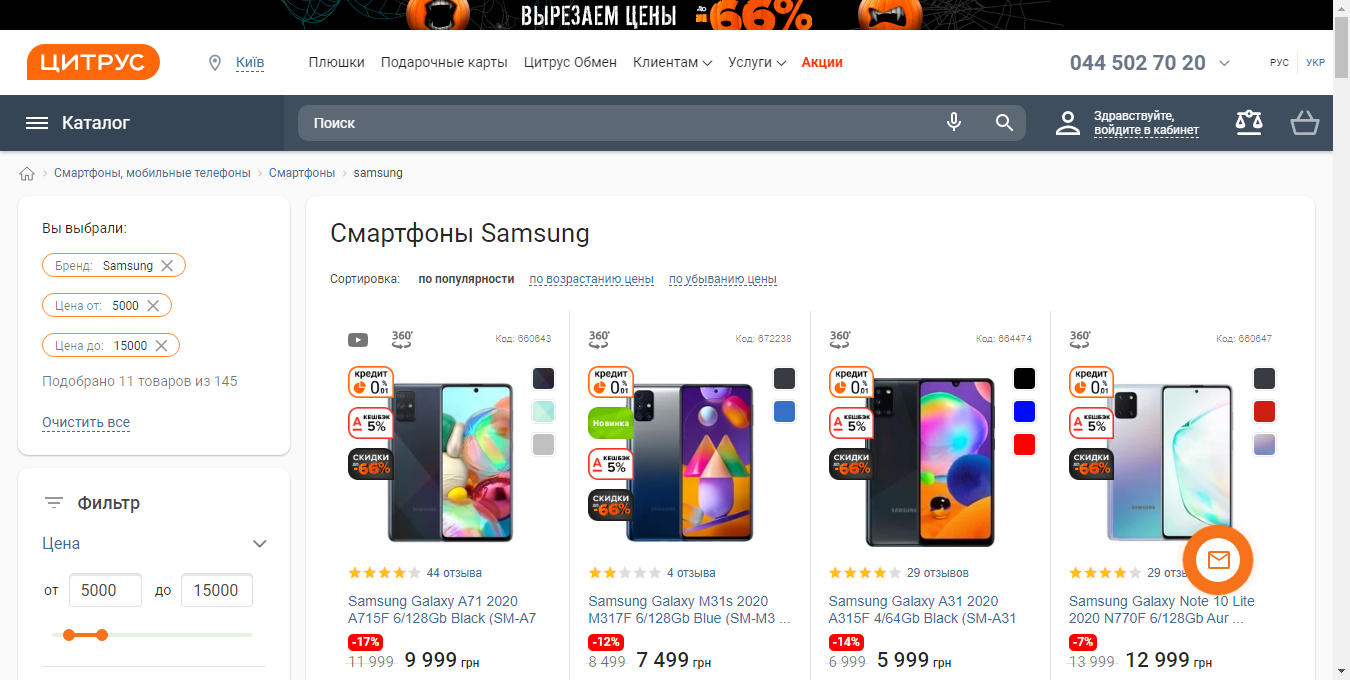 ВЫРЕЗАЕМ ЦЕНЫ ДО -66%
ЦИТРУС
Київ
Плюшки
Подарочные карты
Цитрус Обмен
Клиентам
Услуги
Акции
044 502 70 20
РУС
УКР
Каталог
Поиск
Здравствуйте,
войдите в кабинет
Смартфоны, мобильные телефоны
Смартфоны
samsung
Вы выбрали:
Бренд: Samsung
Цена от: 5000
Цена до: 15000
Подобрано 11 товаров из 145
Очистить все
Фильтр
Цена
от 5000 до 15000
Смартфоны Samsung
Сортировка: по популярности по возрастанию цены по убыванию цены
360°
Код: 660643
кредит
0,01%
А КЕШБЭК
5%
СКИДКИ
ДО -66%
SAMSUNG
44 отзыва
Samsung Galaxy A71 2020
A715F 6/128Gb Black (SM-A7
-17%
11 999 9 999 грн
360°
Код: 672238
кредит
0,01%
Новинка
А КЕШБЭК
5%
СКИДКИ
ДО -66%
SAMSUNG
4 отзыва
Samsung Galaxy M31s 2020
M317F 6/128Gb Blue (SM-M3 ...
-12%
8 499 7 499 грн
360°
Код: 664474
кредит
0,01%
А КЕШБЭК
5%
СКИДКИ
ДО -66%
SAMSUNG
29 отзывов
Samsung Galaxy A31 2020
A315F 4/64Gb Black (SM-A31
-14%
6 999 5 999 грн
360°
Код: 660647
кредит
0,01%
А КЕШБЭК
5%
СКИДКИ
ДО -66%
SAMSUNG
29
Samsung Galaxy Note 10 Lite
2020 N770F 6/128Gb Aur ...
-7%
13 999 12 999 грн